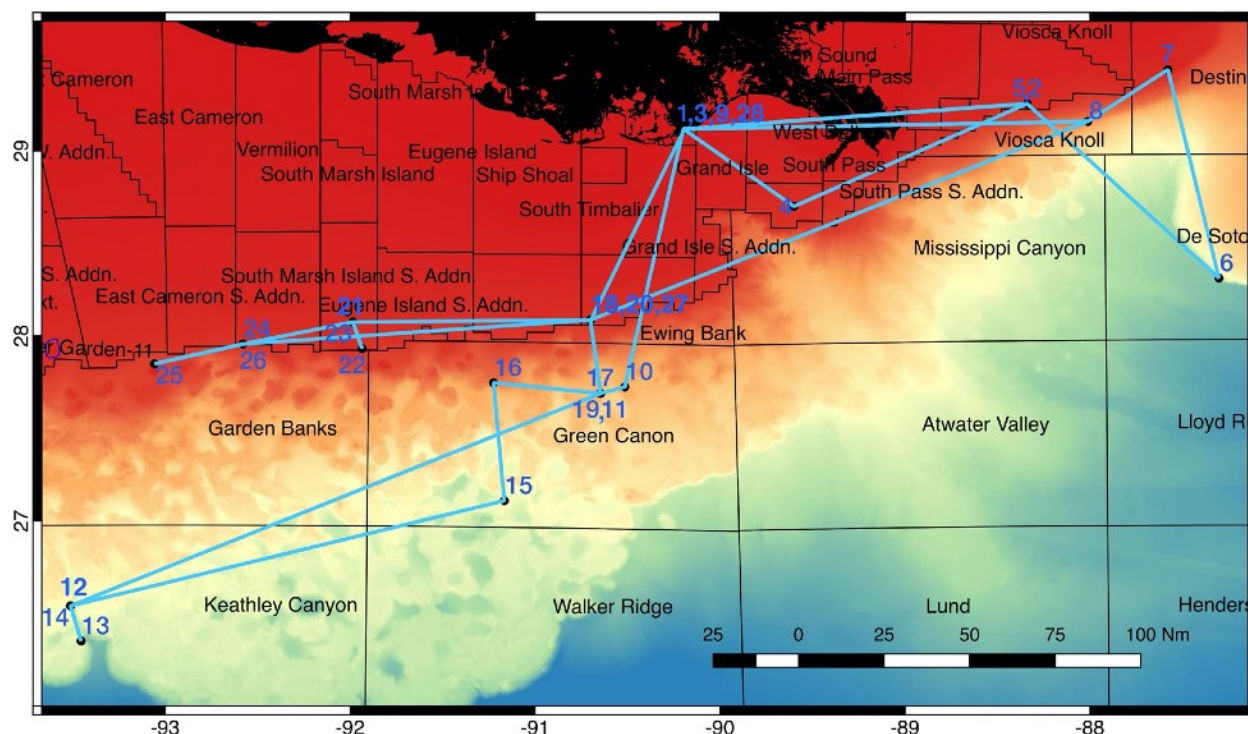 Viosca Knoll
7
Destin
Sound
Main Pass
t Cameron
South Marsh Isl
East Cameron
5,2
1,3, 9,28
8
West
Viosca Knoll
29
V. Addn.
Vermilion
Eugene Island
Grand Isle
South Pass
South Marsh Island
Ship Shoal
South Pass S. Addn.
South Timbalier
4
Grand Isle S. Addn.
Mississippi Canyon
De Soto
6
S. Addn.
South Marsh Island S. Addn.
East Cameron S. Addn.
Eugene Island S. Addn.
xt.
21
18,20,27
28
24
23
Ewing Bank
er Garden-11
25
26
22
16
17
10
19,11
Garden Banks
Green Canon
Atwater Valley
Lloyd R
15
27
12
14
13
Keathley Canyon
Walker Ridge
Lund
Henders
25
0
25
50
75
100 Nm
-93
-92
-91
-90
-89
-88